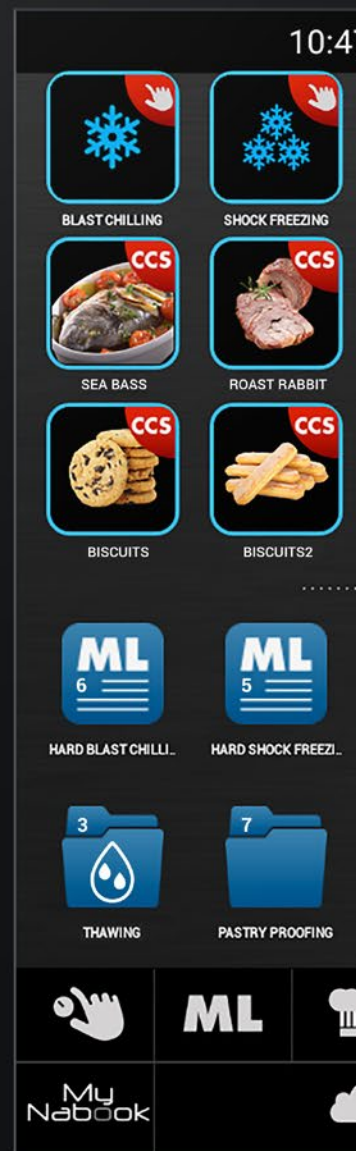 10:47
BLAST CHILLING SHOCK FREEZING
CCS CCS
SEA BASS ROAST RABBIT
CCS CCS
BISCUITS BISCUITS2
ML ML
6 5
HARD BLAST CHILLI... HARD SHOCK FREEZI...
3 7
THAWING PASTRY PROOFING
ML
My
Nabook